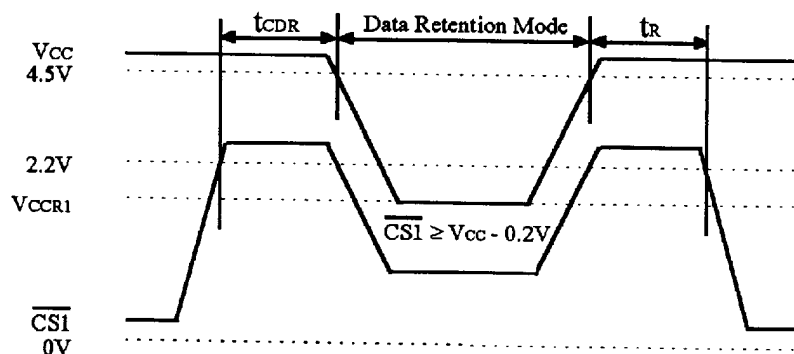 tCDR
Data Retention Mode
tR
VCC
4.5V
2.2V
VCCR1
CS1 ≥ VCC - 0.2V
CS1
0V